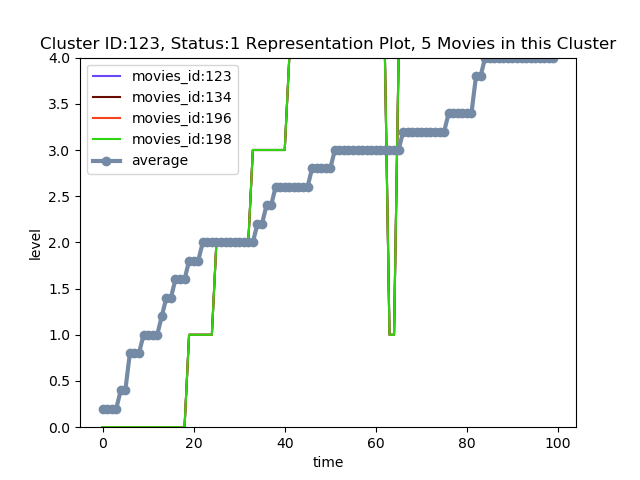 Cluster ID:123, Status:1 Representation Plot, 5 Movies in this Cluster
4.0
3.5
3.0
2.5
2.0
1.5
1.0
0.5
0.0
level
movies_id:123
movies_id:134
movies_id:196
movies_id:198
average
0 20 40 60 80 100
time